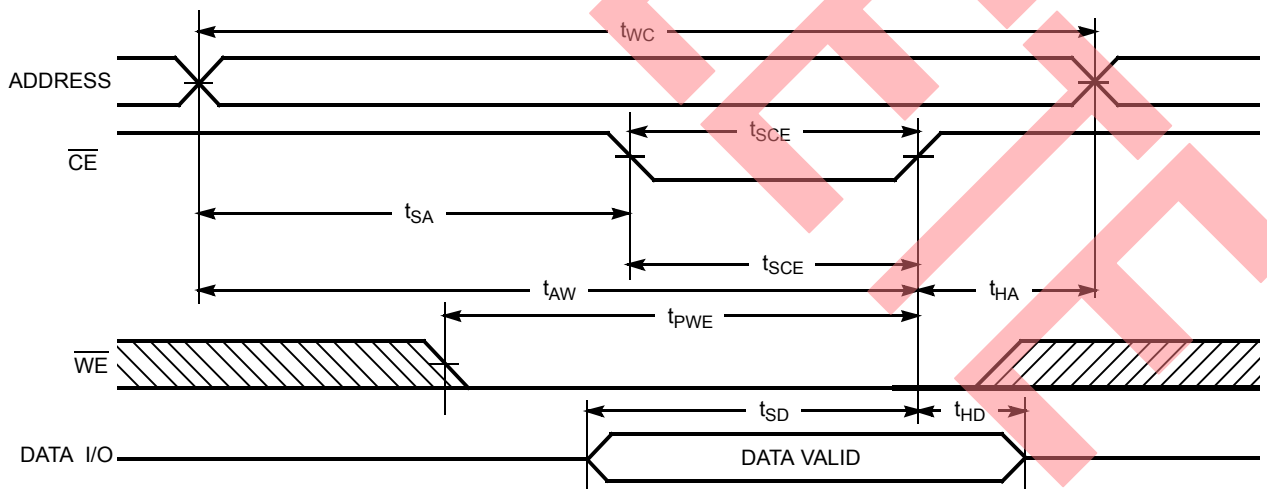 tWC
ADDRESS
tSCE
CE
tSA
tSCE
tAW
tHA
tPWE
WE
tSD
tHD
DATA I/O
DATA VALID